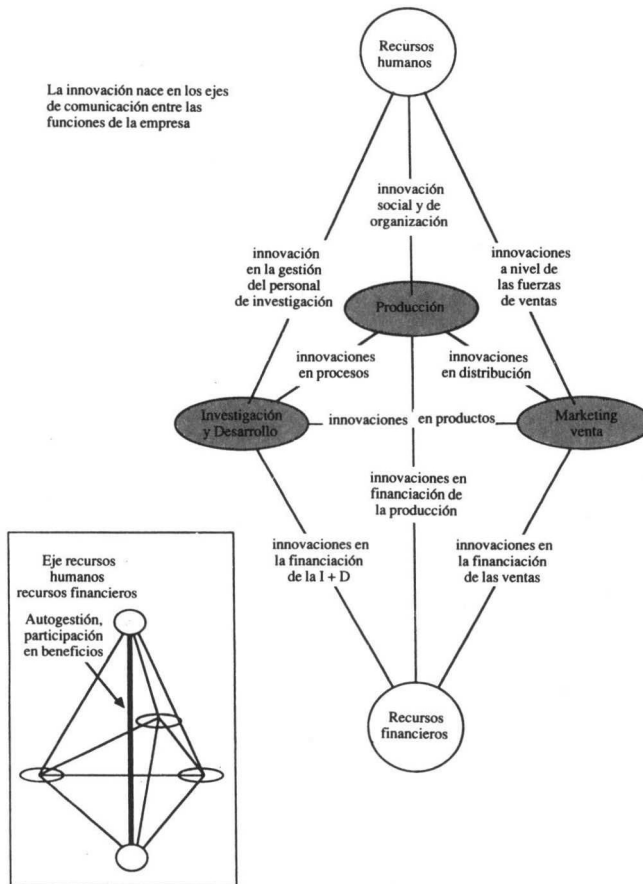 Recursos
humanos
La innovación nace en los ejes
de comunicación entre las
funciones de la empresa
innovación
social y de
organización
innovación
en la gestión
del personal
de investigación
innovaciones
a nivel de
las fuerzas
de ventas
Producción
innovaciones
en procesos
innovaciones
en distribución
Investigación
y Desarrollo
innovaciones en productos
Marketing
venta
innovaciones en
financiación de
la producción
innovaciones en
la financiación
de la I + D
innovaciones en
la financiación
de las ventas
Eje recursos
humanos
recursos financieros
Autogestión,
participación
en beneficios
Recursos
financieros